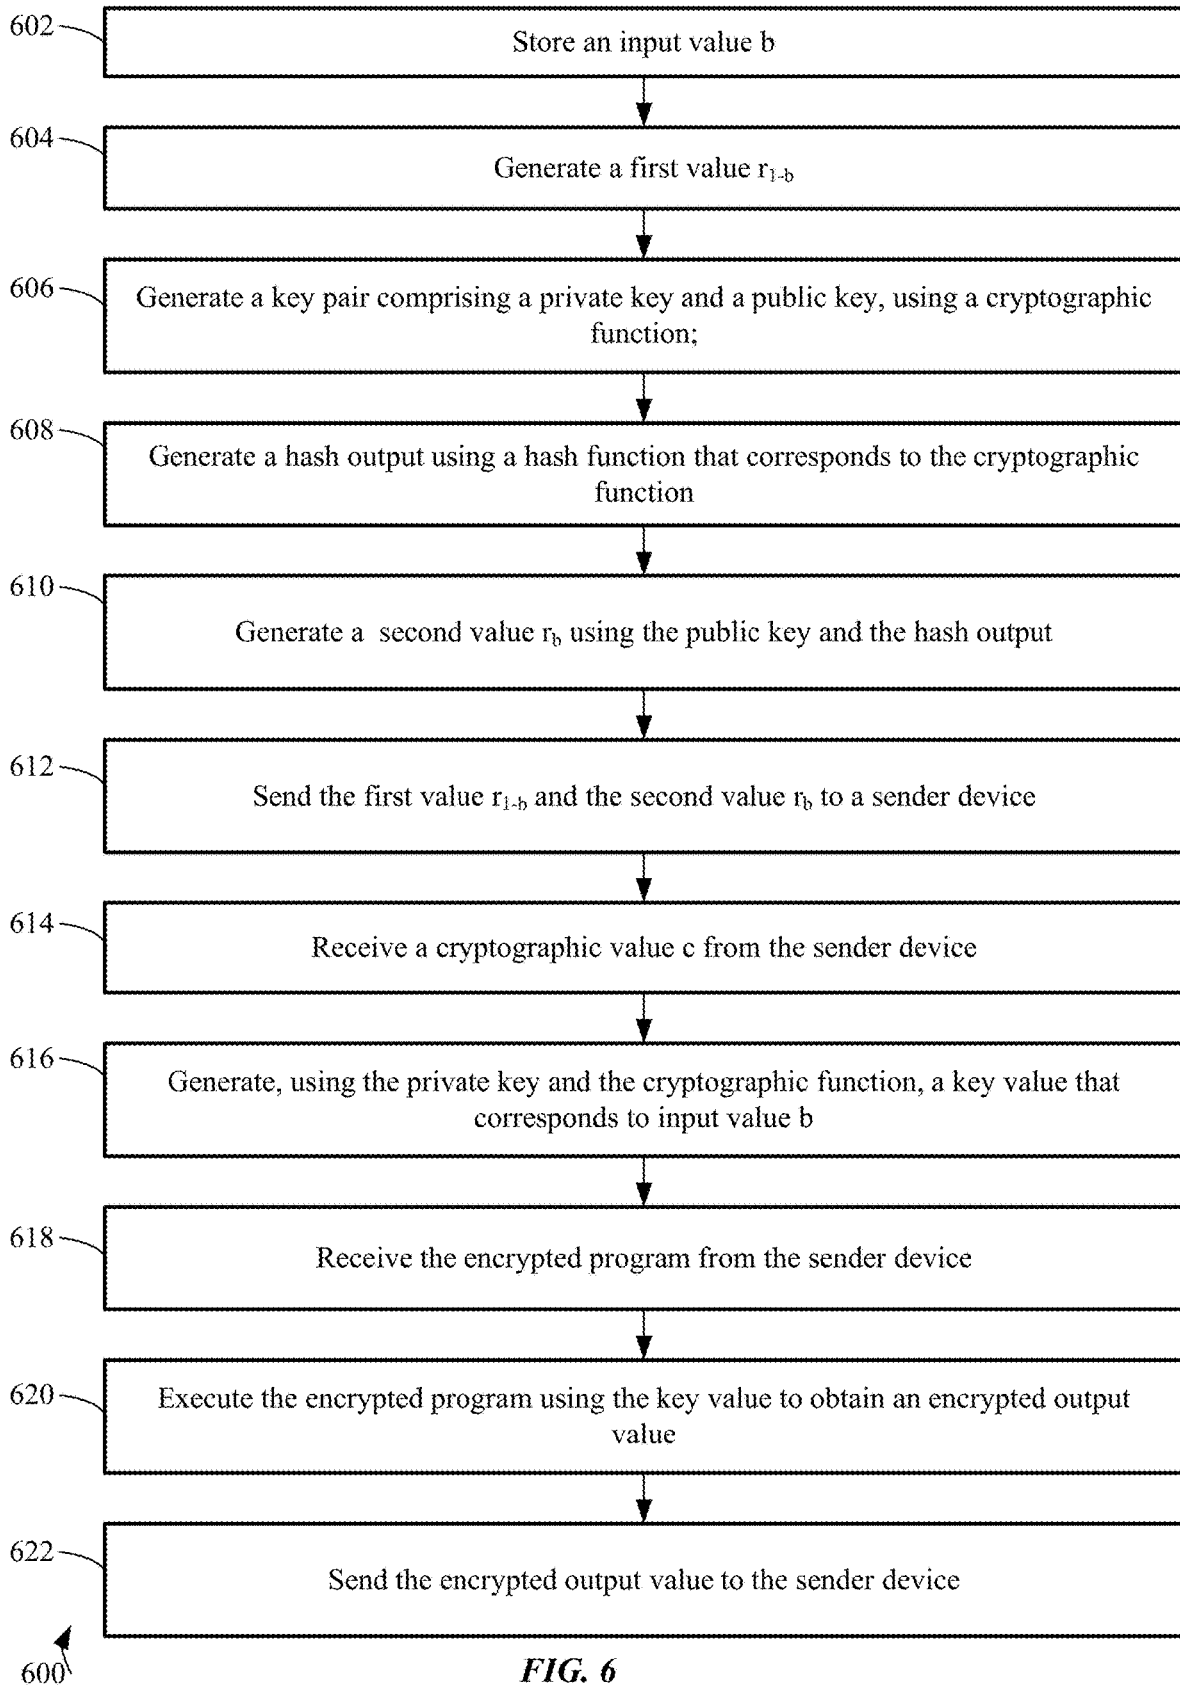 602
Store an input value b
604
Generate a first value r1-b
606
Generate a key pair comprising a private key and a public key, using a cryptographic
function;
608
Generate a hash output using a hash function that corresponds to the cryptographic
function
610
Generate a second value rb using the public key and the hash output
612
Send the first value r1-b and the second value rb to a sender device
614
Receive a cryptographic value c from the sender device
616
Generate, using the private key and the cryptographic function, a key value that
corresponds to input value b
618
Receive the encrypted program from the sender device
620
Execute the encrypted program using the key value to obtain an encrypted output
value
622
Send the encrypted output value to the sender device
600
FIG. 6